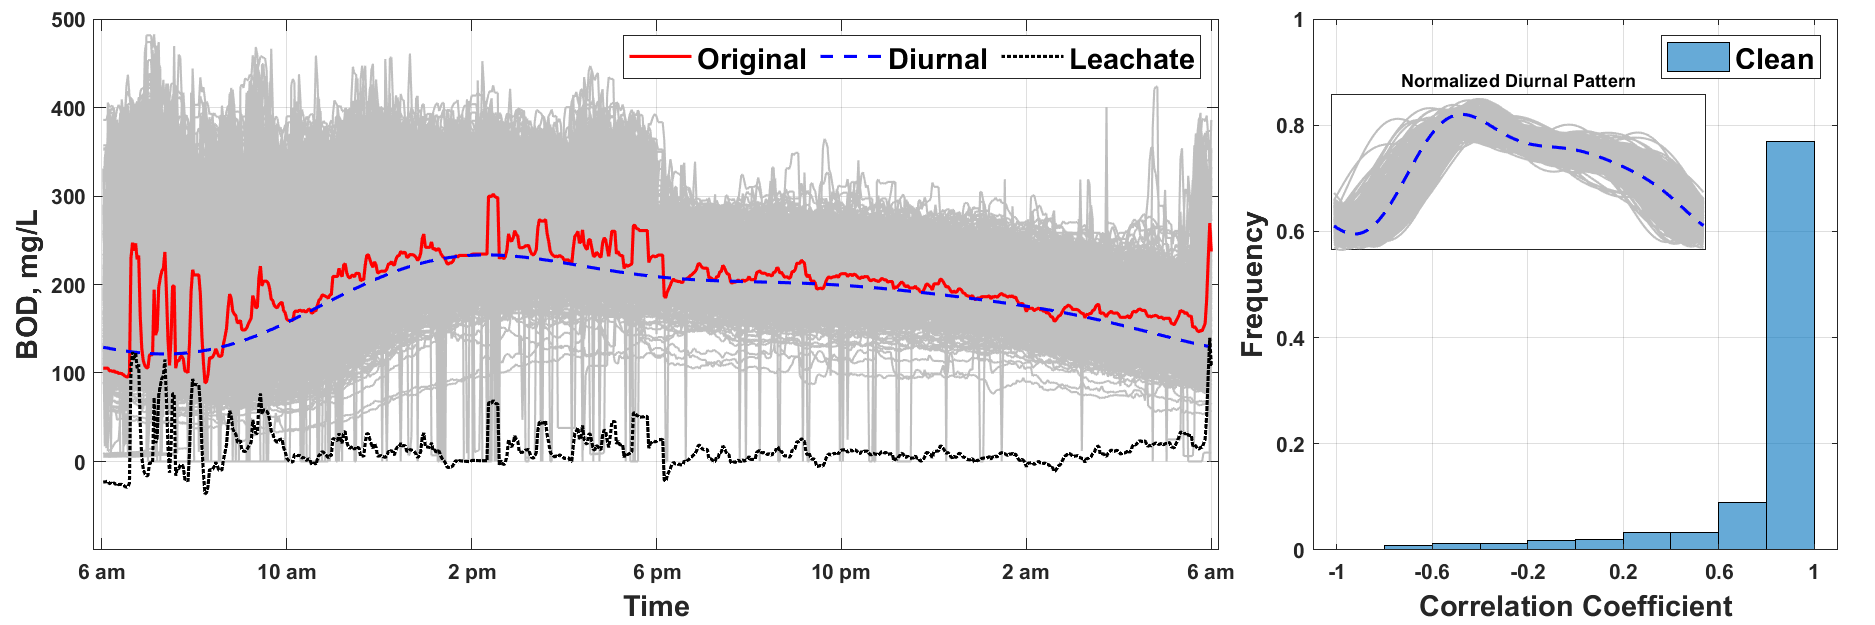 500
400
300
200
100
0
BOD, mg/L
Original Diurnal Leachate
6 am 10 am 2 pm 6 pm 10 pm 2 am 6 am
Time
1
0.8
0.6
0.4
0.2
0
Frequency
Clean
Normalized Diurnal Pattern
-1 -0.6 -0.2 0.2 0.6 1
Correlation Coefficient